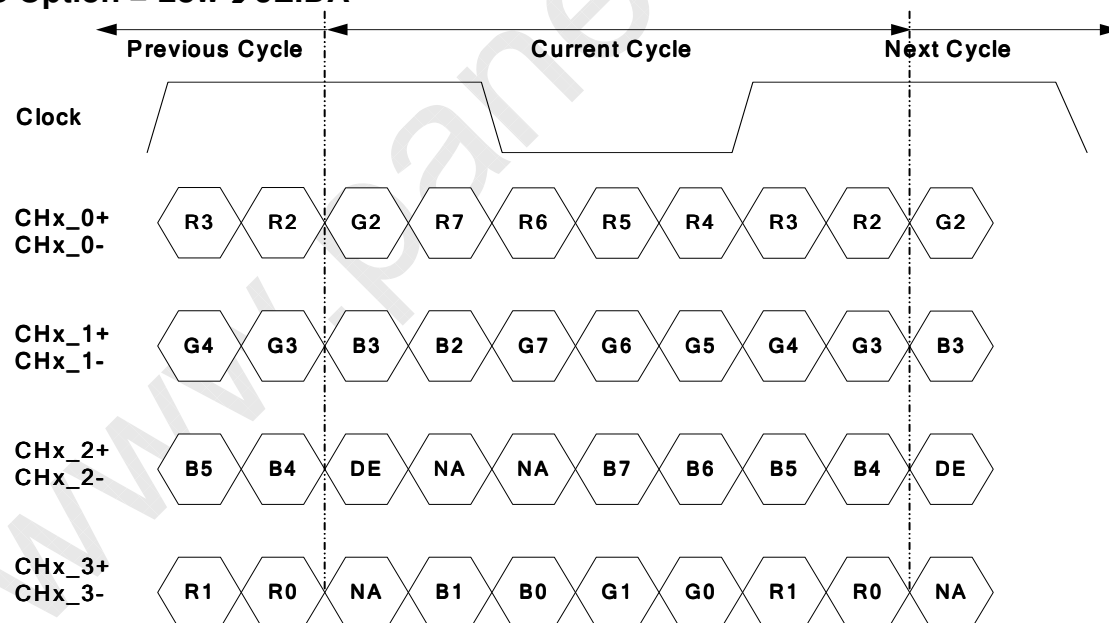 Previous Cycle Current Cycle Next Cycle
Clock
CHx_0+
CHx_0-
R3 R2 G2 R7 R6 R5 R4 R3 R2 G2
CHx_1+
CHx_1-
G4 G3 B3 B2 G7 G6 G5 G4 G3 B3
CHx_2+
CHx_2-
B5 B4 DE NA NA B7 B6 B5 B4 DE
CHx_3+
CHx_3-
R1 R0 NA B1 B0 G1 G0 R1 R0 NA
www.pane